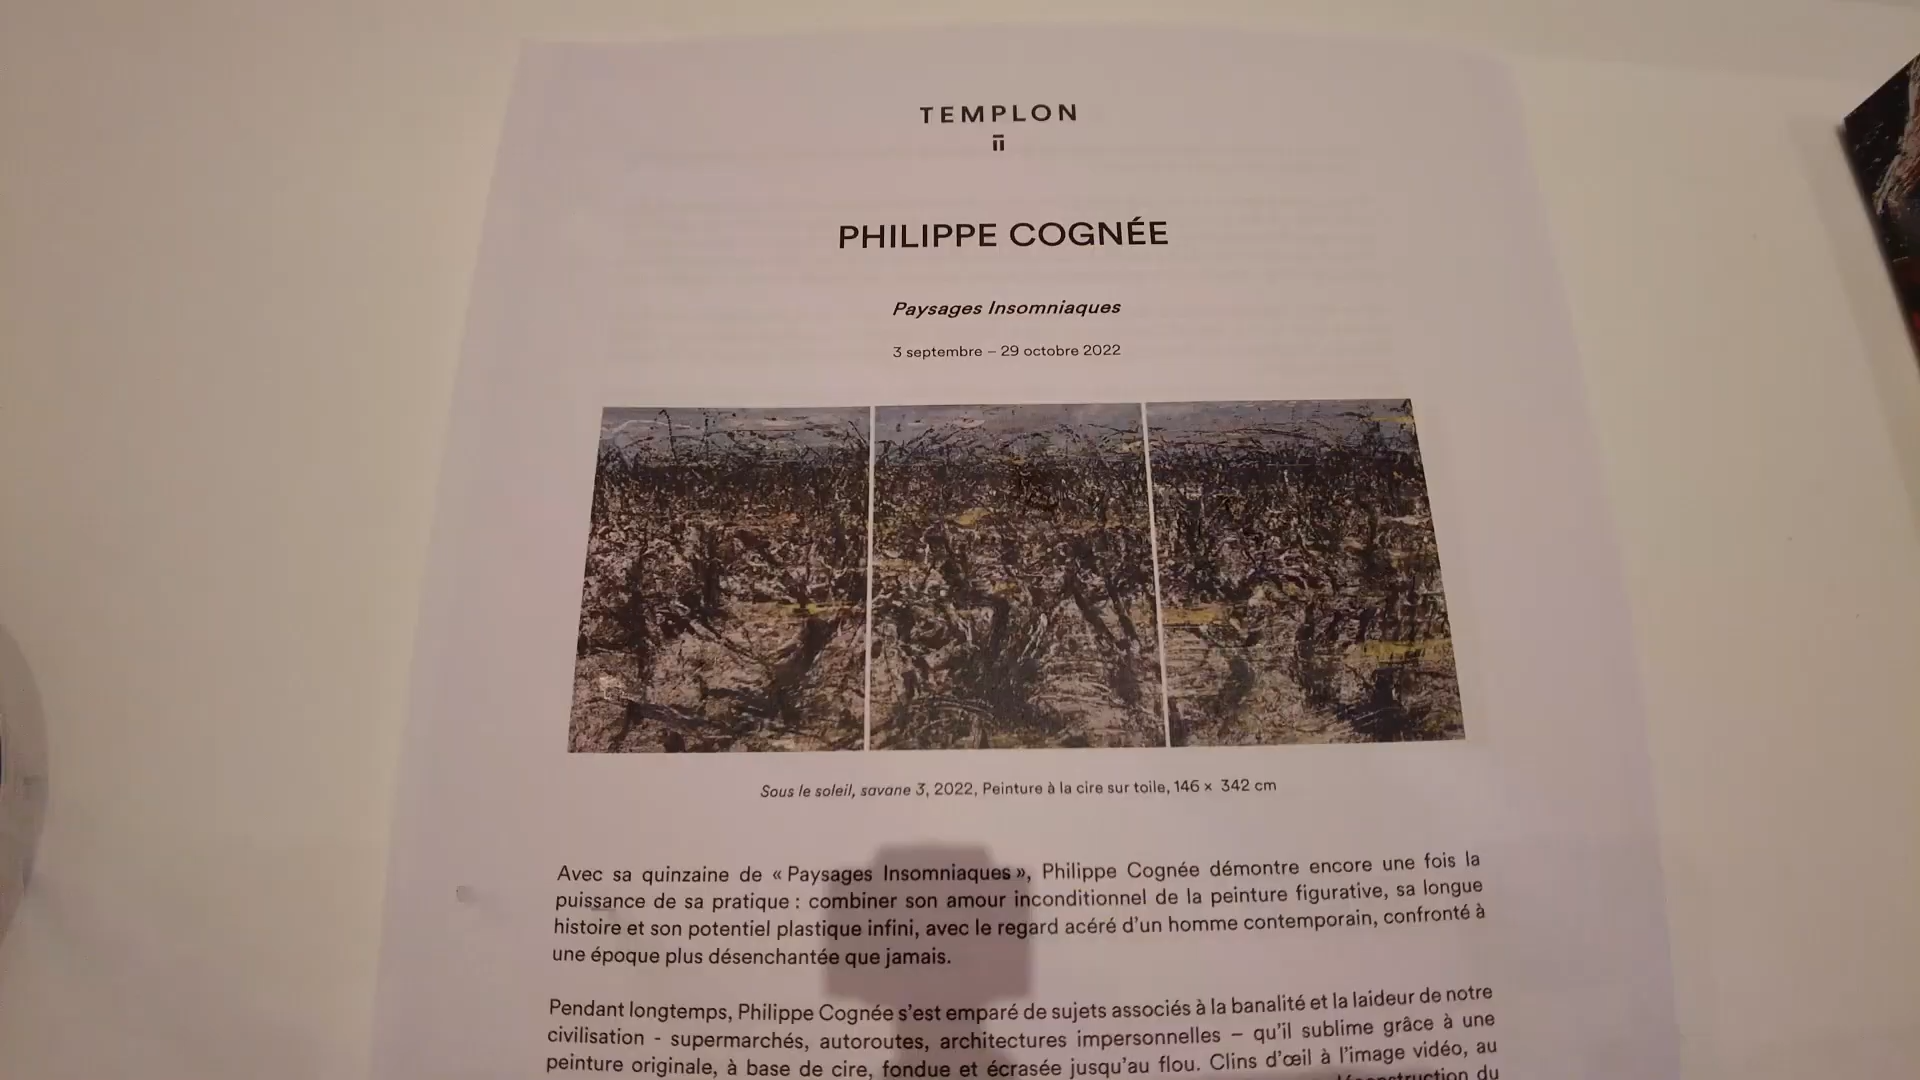 TEMPLON
PHILIPPE COGNÉE
Paysages Insomniaques
3 septembre – 29 octobre 2022
Sous le soleil, savane 3, 2022, Peinture à la cire sur toile, 146 × 342 cm
Avec sa quinzaine de « Paysages Insomniaques », Philippe Cognée démontre encore une fois la
puissance de sa pratique : combiner son amour inconditionnel de la peinture figurative, sa longue
histoire et son potentiel plastique infini, avec le regard acéré d’un homme contemporain, confronté à
une époque plus désenchantée que jamais.
Pendant longtemps, Philippe Cognée s’est emparé de sujets associés à la banalité et la laideur de notre
civilisation - supermarchés, autoroutes, architectures impersonnelles – qu’il sublime grâce à une
peinture originale, à base de cire, fondue et écrasée jusqu’au flou. Clins d’œil à l’image vidéo, au
du